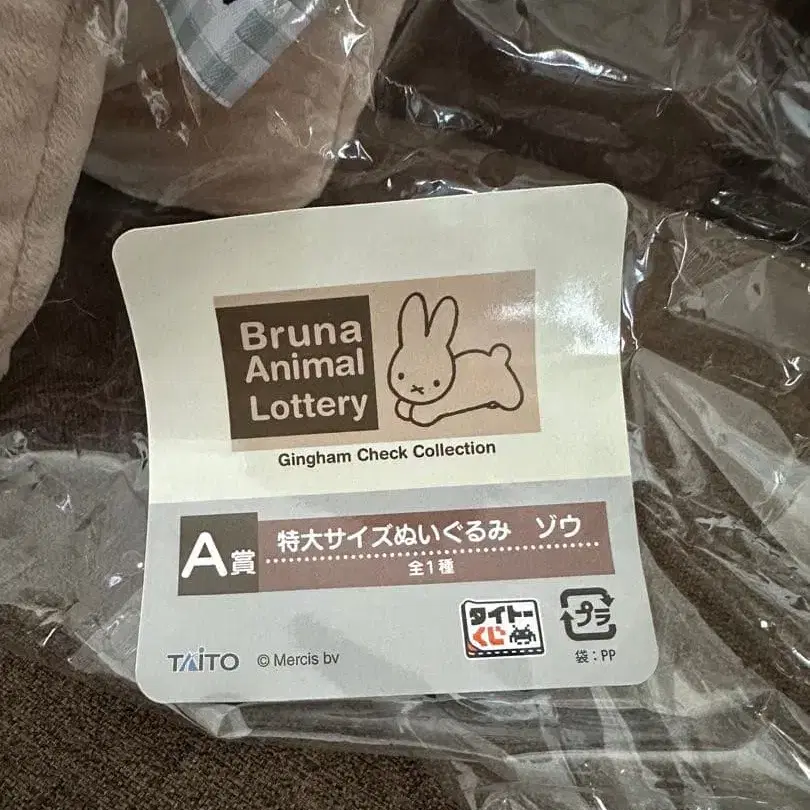 Bruna
Animal
Lottery
Gingham Check Collection
A賞 特大サイズぬいぐるみ ゾウ
全1種
タイトー
くじ
プラ
TAITO © Mercis bv
袋:PP